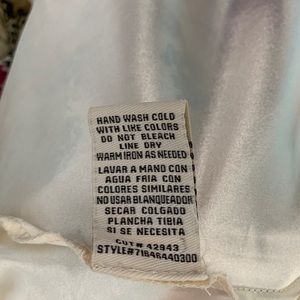 HAND WASH COLD
WITH LIKE COLORS
DO NOT BLEACH
LINE DRY
WARM IRON AS NEEDED
LAVAR A MANO CON
AGUA FRIA CON
COLORES SIMILARES
NO USAR BLANQUEADOR
SECAR COLGADO
PLANCHA TIBIA
SI SE NECESITA
CUT# 42943
STYLE#71646440300